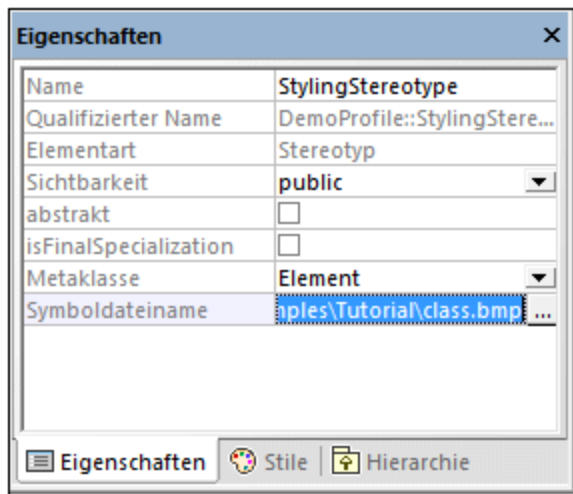 Eigenschaften
Name StylingStereotype
Qualifizierter Name DemoProfile::StylingStere...
Elementart Stereotyp
Sichtbarkeit public
abstrakt
isFinalSpecialization
Metaklasse Element
Symboldateiname nples\Tutorial\class.bmp ...
Eigenschaften Stile Hierarchie